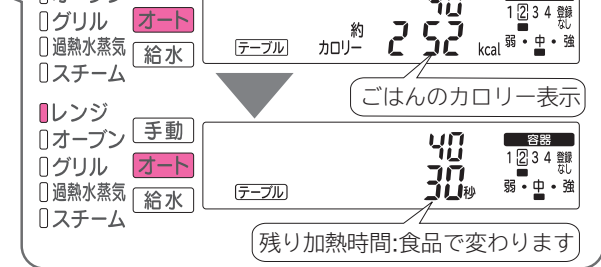 グリル
オート
過熱水蒸気
給水
スチーム
テーブル
約
カロリー
252
kcal
40
1 2 3 4 登録なし
弱・中・強
ごはんのカロリー表示
レンジ
オーブン
手動
グリル
オート
過熱水蒸気
給水
スチーム
テーブル
40
30秒
容器
1 2 3 4 登録なし
弱・中・強
残り加熱時間:食品で変わります